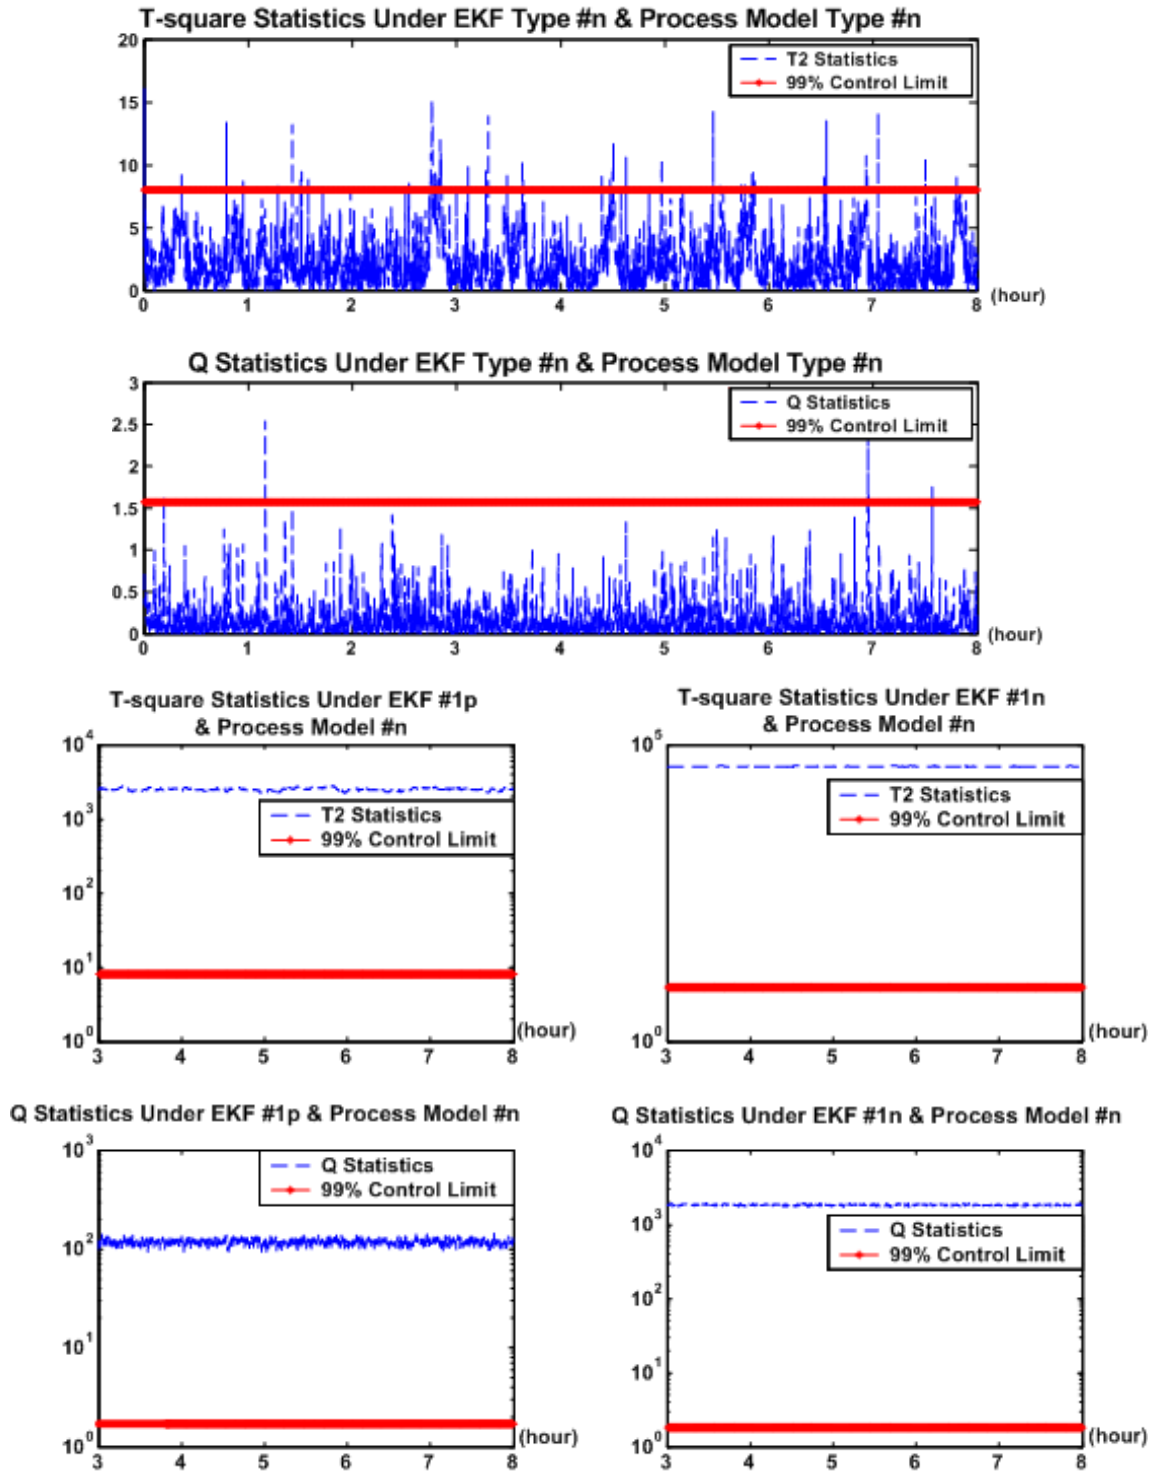 T-square Statistics Under EKF Type #n & Process Model Type #n
20
15
10
5
0
T2 Statistics
99% Control Limit
0 1 2 3 4 5 6 7 8 (hour)
Q Statistics Under EKF Type #n & Process Model Type #n
3
2.5
2
1.5
1
0.5
0
Q Statistics
99% Control Limit
0 1 2 3 4 5 6 7 8 (hour)
T-square Statistics Under EKF #1p
& Process Model #n
10^4
10^3
10^2
10^1
10^0
T2 Statistics
99% Control Limit
3 4 5 6 7 8 (hour)
T-square Statistics Under EKF #1n
& Process Model #n
10^5
10^0
T2 Statistics
99% Control Limit
3 4 5 6 7 8 (hour)
Q Statistics Under EKF #1p & Process Model #n
10^3
10^2
10^1
10^0
Q Statistics
99% Control Limit
3 4 5 6 7 8 (hour)
Q Statistics Under EKF #1n & Process Model #n
10^4
10^3
10^2
10^1
10^0
Q Statistics
99% Control Limit
3 4 5 6 7 8 (hour)